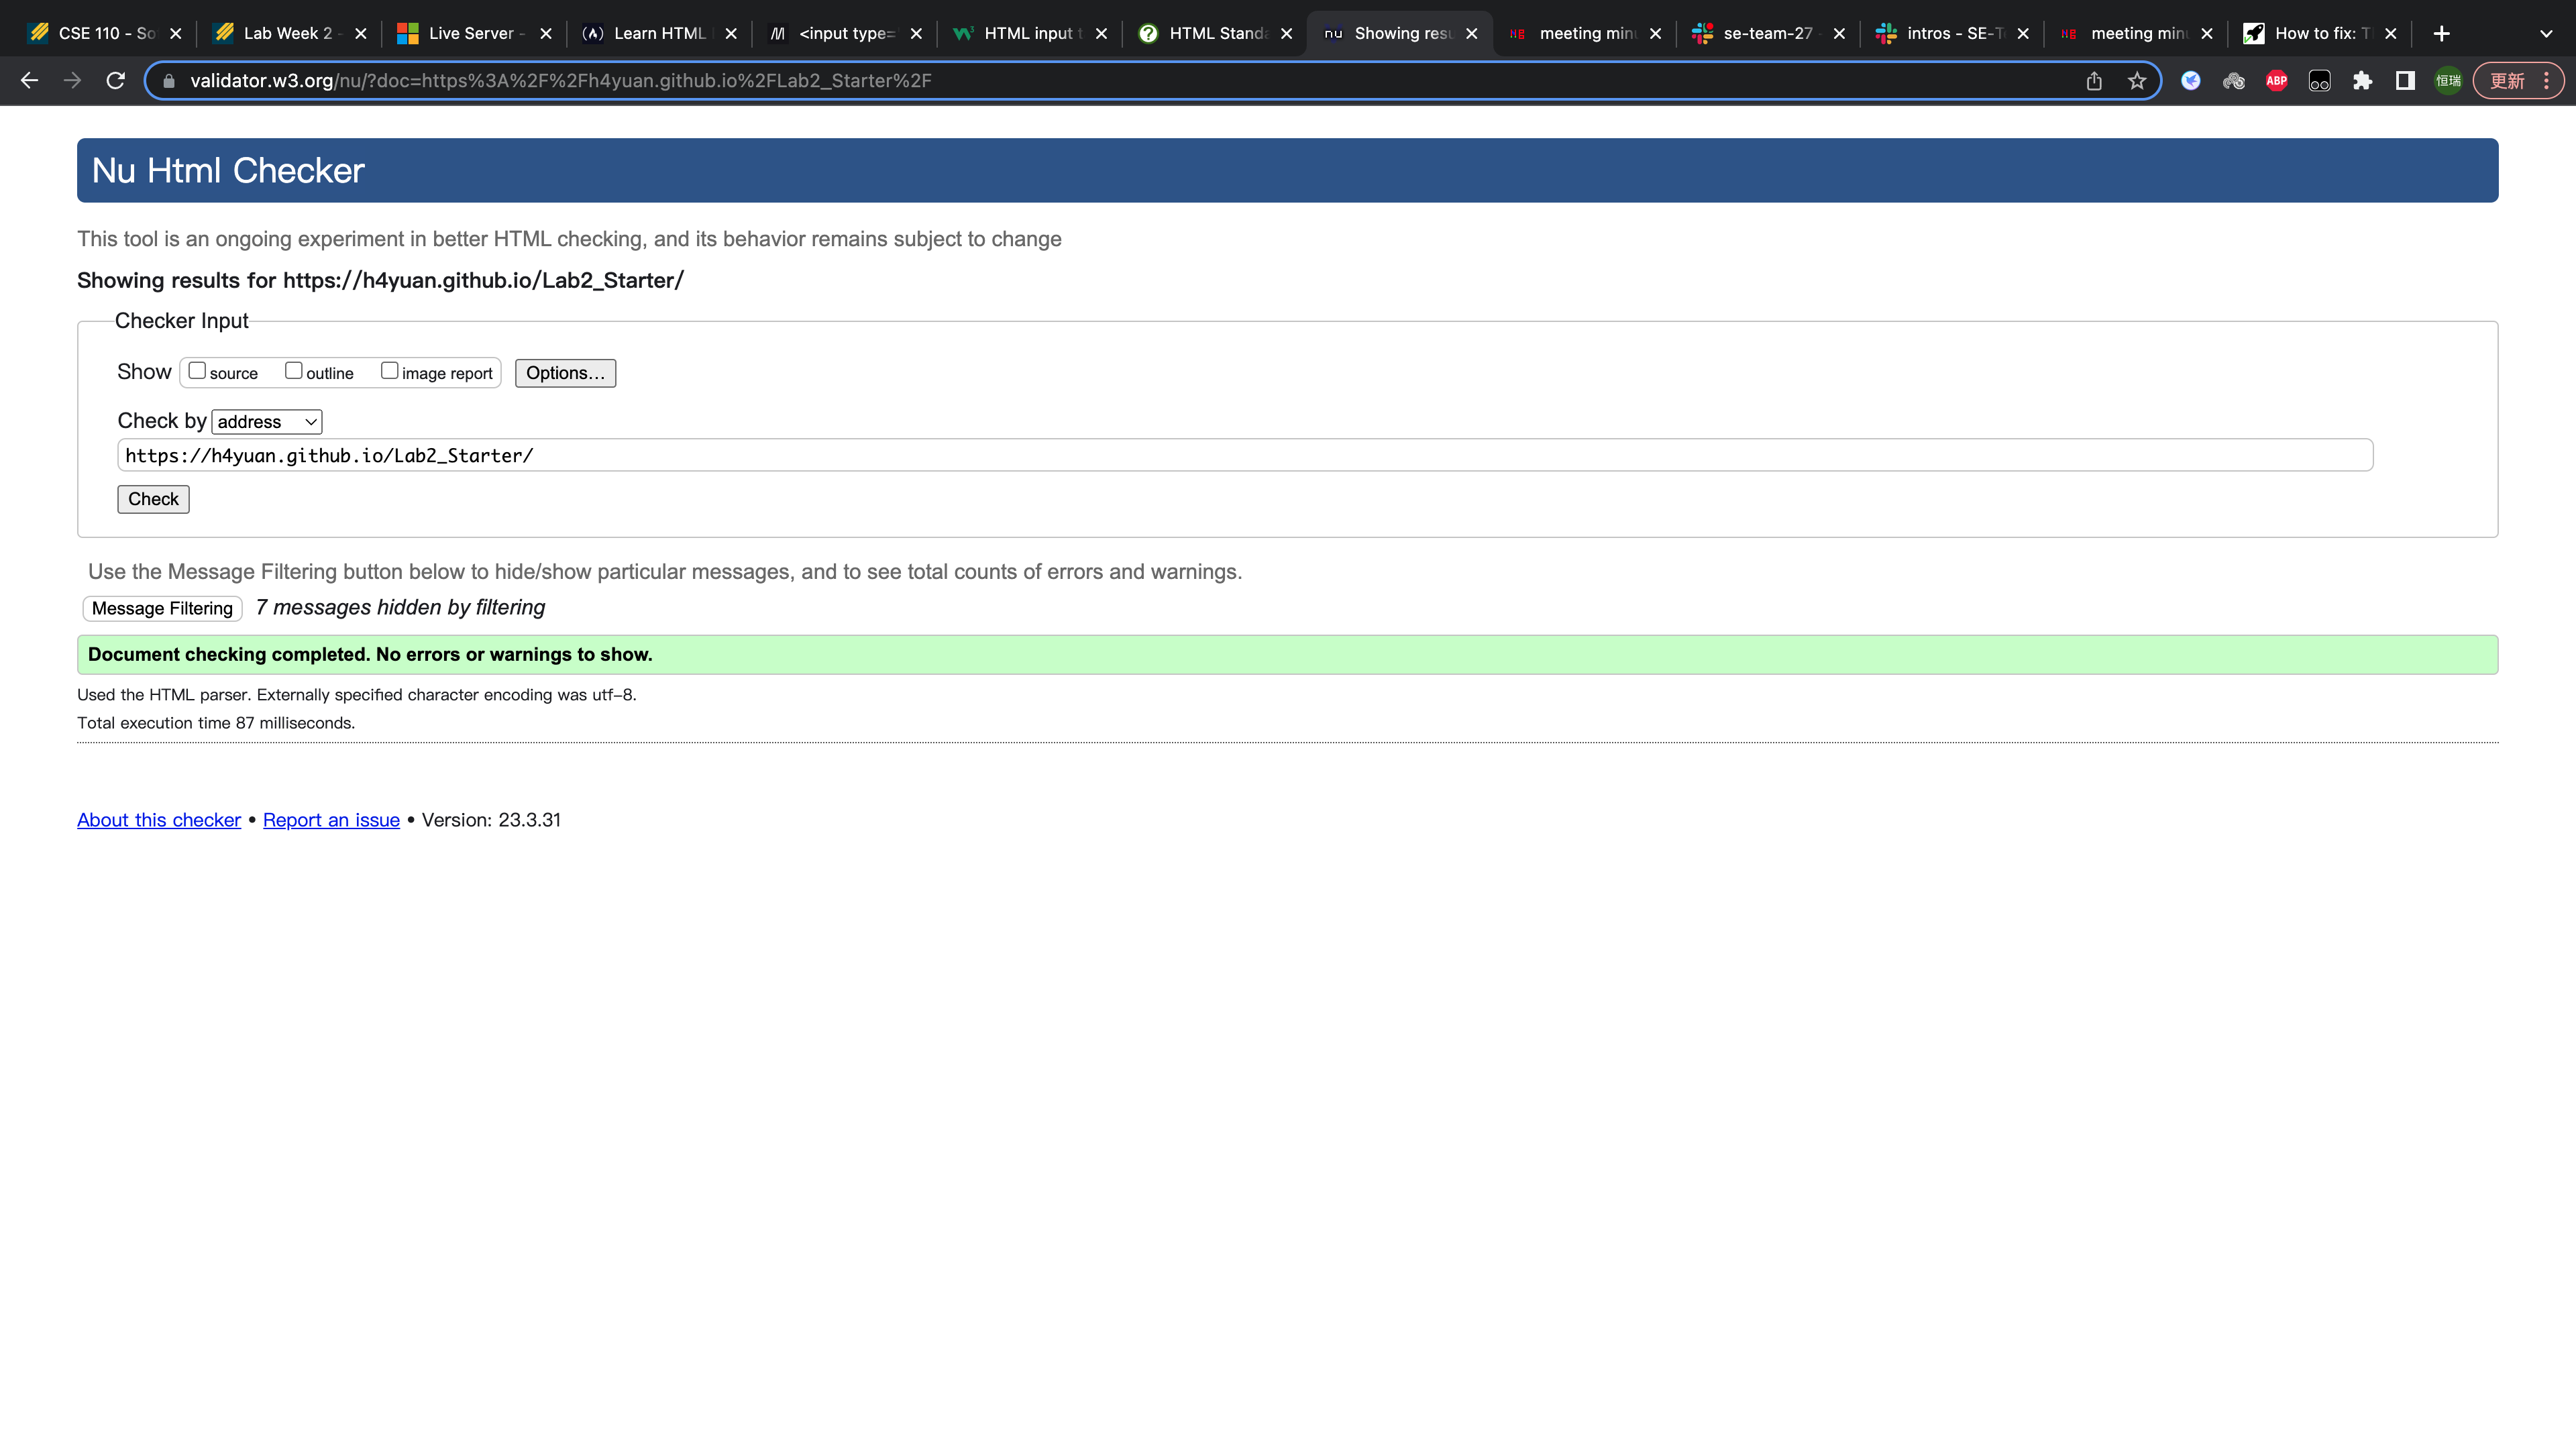 CSE 110 - So
Lab Week 2 -
Live Server -
Learn HTML
<input type=
HTML input t
HTML Standa
nu Showing resu
meeting min
se-team-27
intros - SE-Te
meeting min
How to fix: T
validator.w3.org/nu/?doc=https%3A%2F%2Fh4yuan.github.io%2FLab2_Starter%2F
ABP
恒瑞
更新
Nu Html Checker
This tool is an ongoing experiment in better HTML checking, and its behavior remains subject to change
Showing results for https://h4yuan.github.io/Lab2_Starter/
Checker Input
Show source outline image report Options...
Check by address
https://h4yuan.github.io/Lab2_Starter/
Check
Use the Message Filtering button below to hide/show particular messages, and to see total counts of errors and warnings.
Message Filtering 7 messages hidden by filtering
Document checking completed. No errors or warnings to show.
Used the HTML parser. Externally specified character encoding was utf-8.
Total execution time 87 milliseconds.
About this checker • Report an issue • Version: 23.3.31